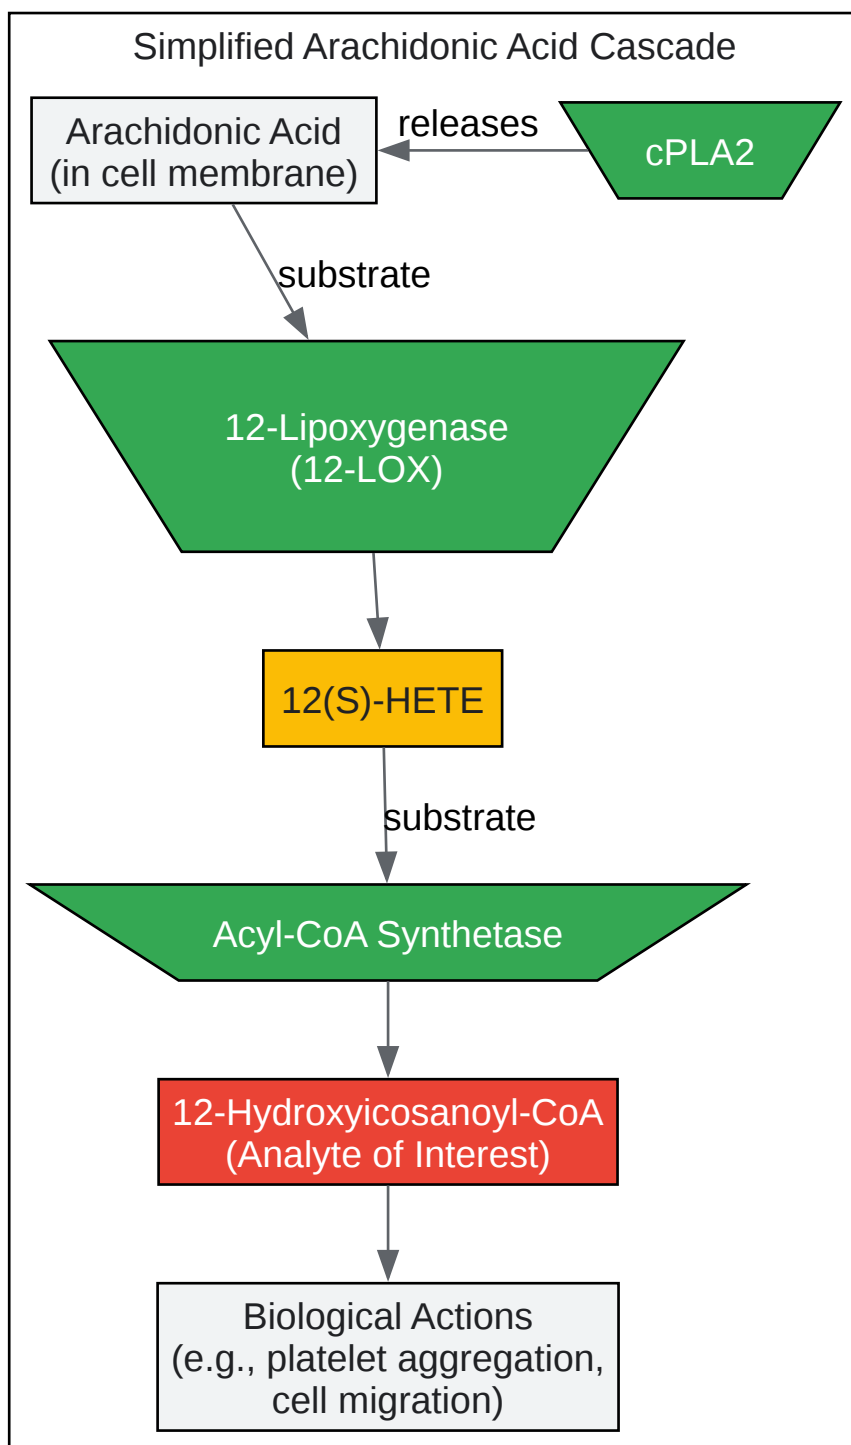 Simplified Arachidonic Acid Cascade
Arachidonic Acid
(in cell membrane)
releases
cPLA2
substrate
12-Lipoxygenase
(12-LOX)
12(S)-HETE
substrate
Acyl-CoA Synthetase
12-Hydroxyicosanoyl-CoA
(Analyte of Interest)
Biological Actions
(e.g., platelet aggregation,
cell migration)